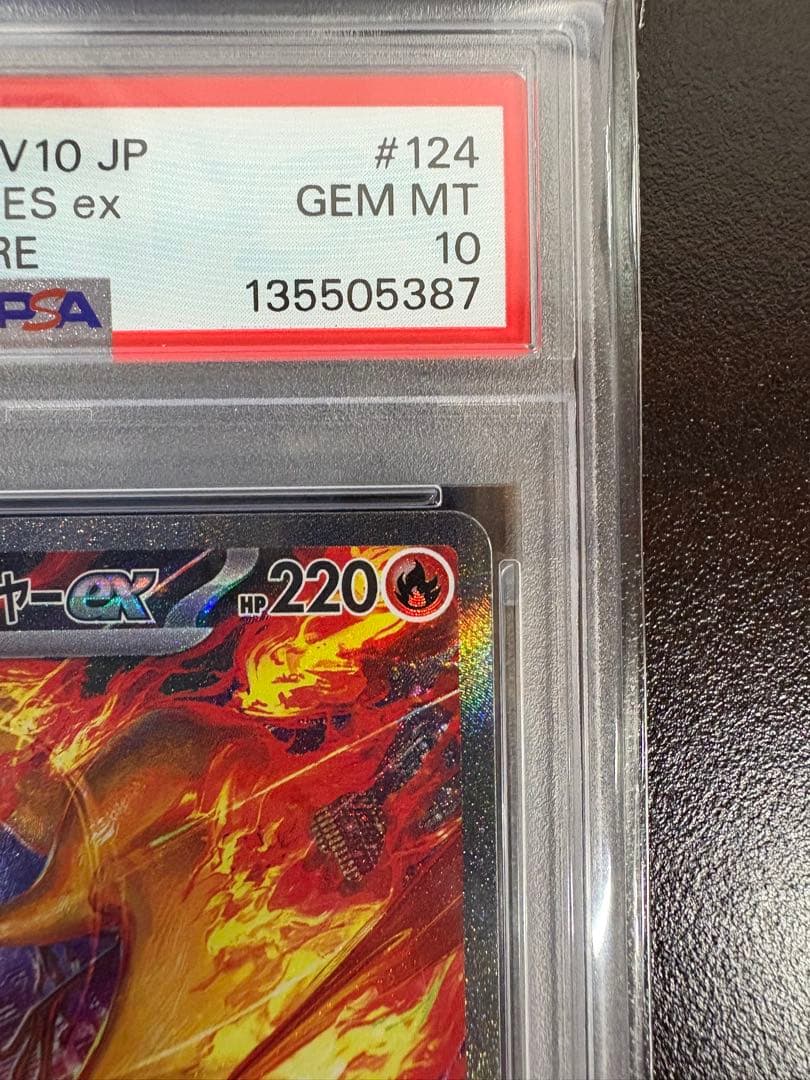 V10 JP #124
ES ex GEM MT
RE 10
PSA 135505387
ャーex HP220